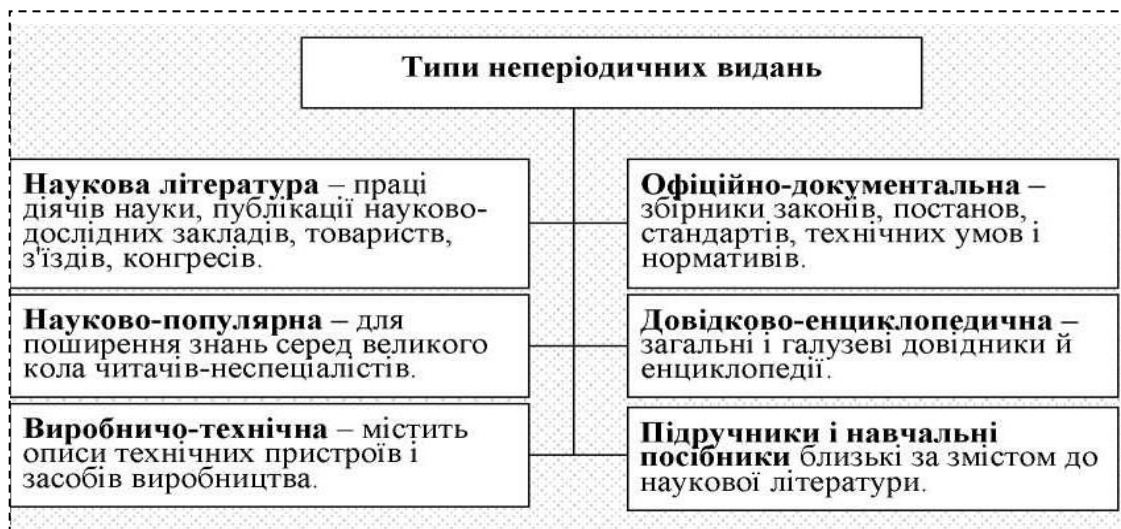 Типи неперіодичних видань
Наукова література – праці
діячів науки, публікації науково-
дослідних закладів, товариств,
з'їздів, конгресів.
Науково-популярна – для
поширення знань серед великого
кола читачів-неспеціалістів.
Виробничо-технічна – містить
описи технічних пристроїв і
засобів виробництва.
Офіційно-документальна –
збірники законів, постанов,
стандартів, технічних умов і
нормативів.
Довідково-енциклопедична –
загальні і галузеві довідники й
енциклопедії.
Підручники і навчальні
посібники близькі за змістом до
наукової літератури.